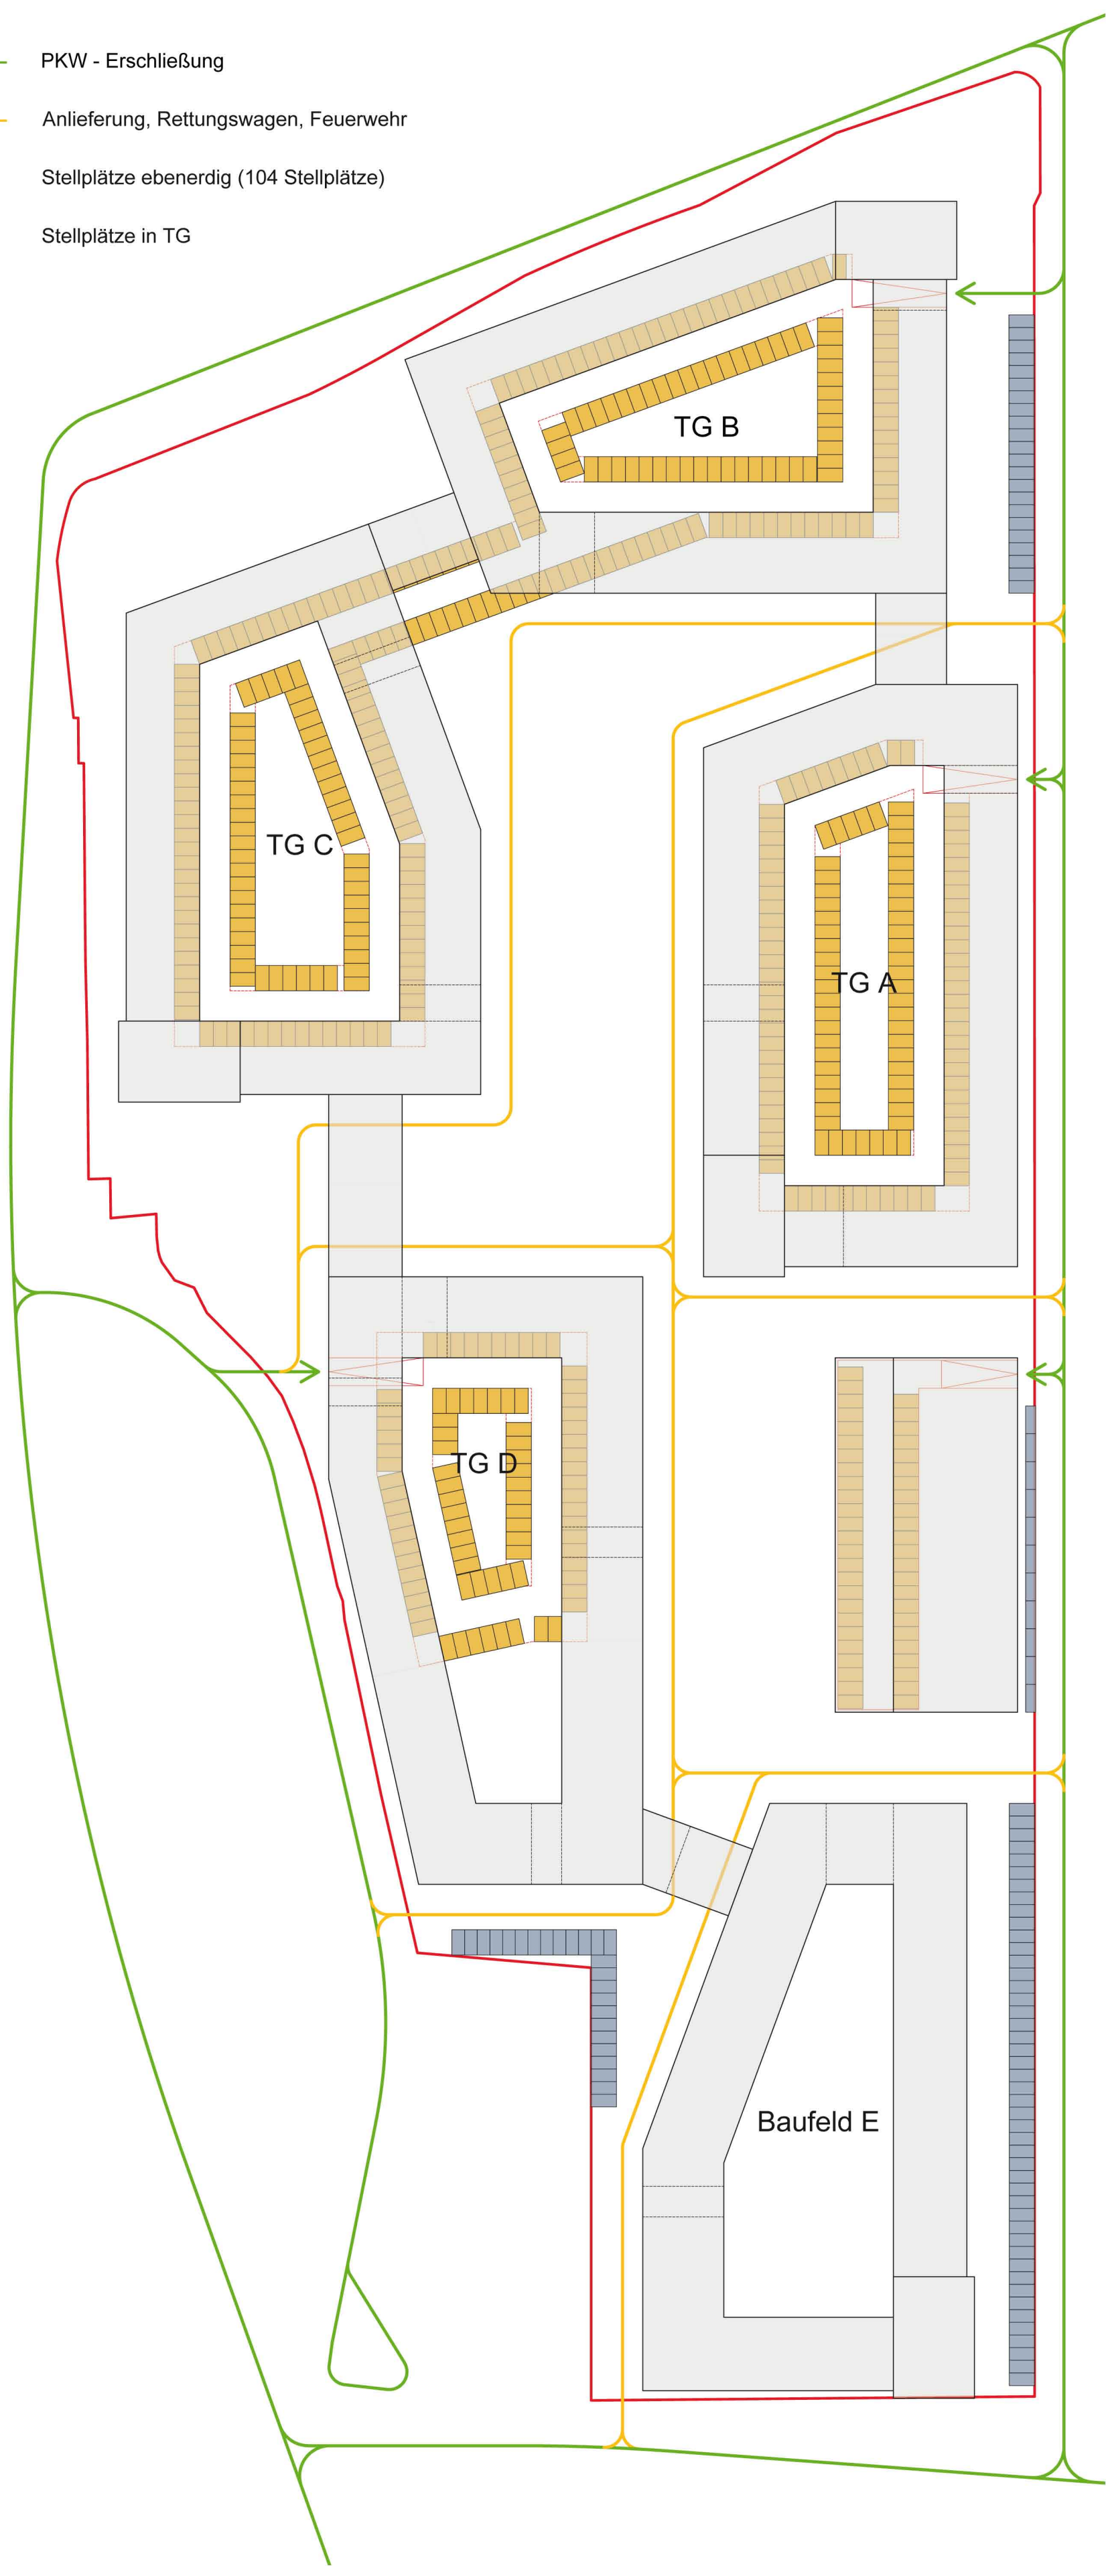 PKW - Erschließung
Anlieferung, Rettungswagen, Feuerwehr
Stellplätze ebenerdig (104 Stellplätze)
Stellplätze in TG
TG B
TG C
TG A
TG D
Baufeld E